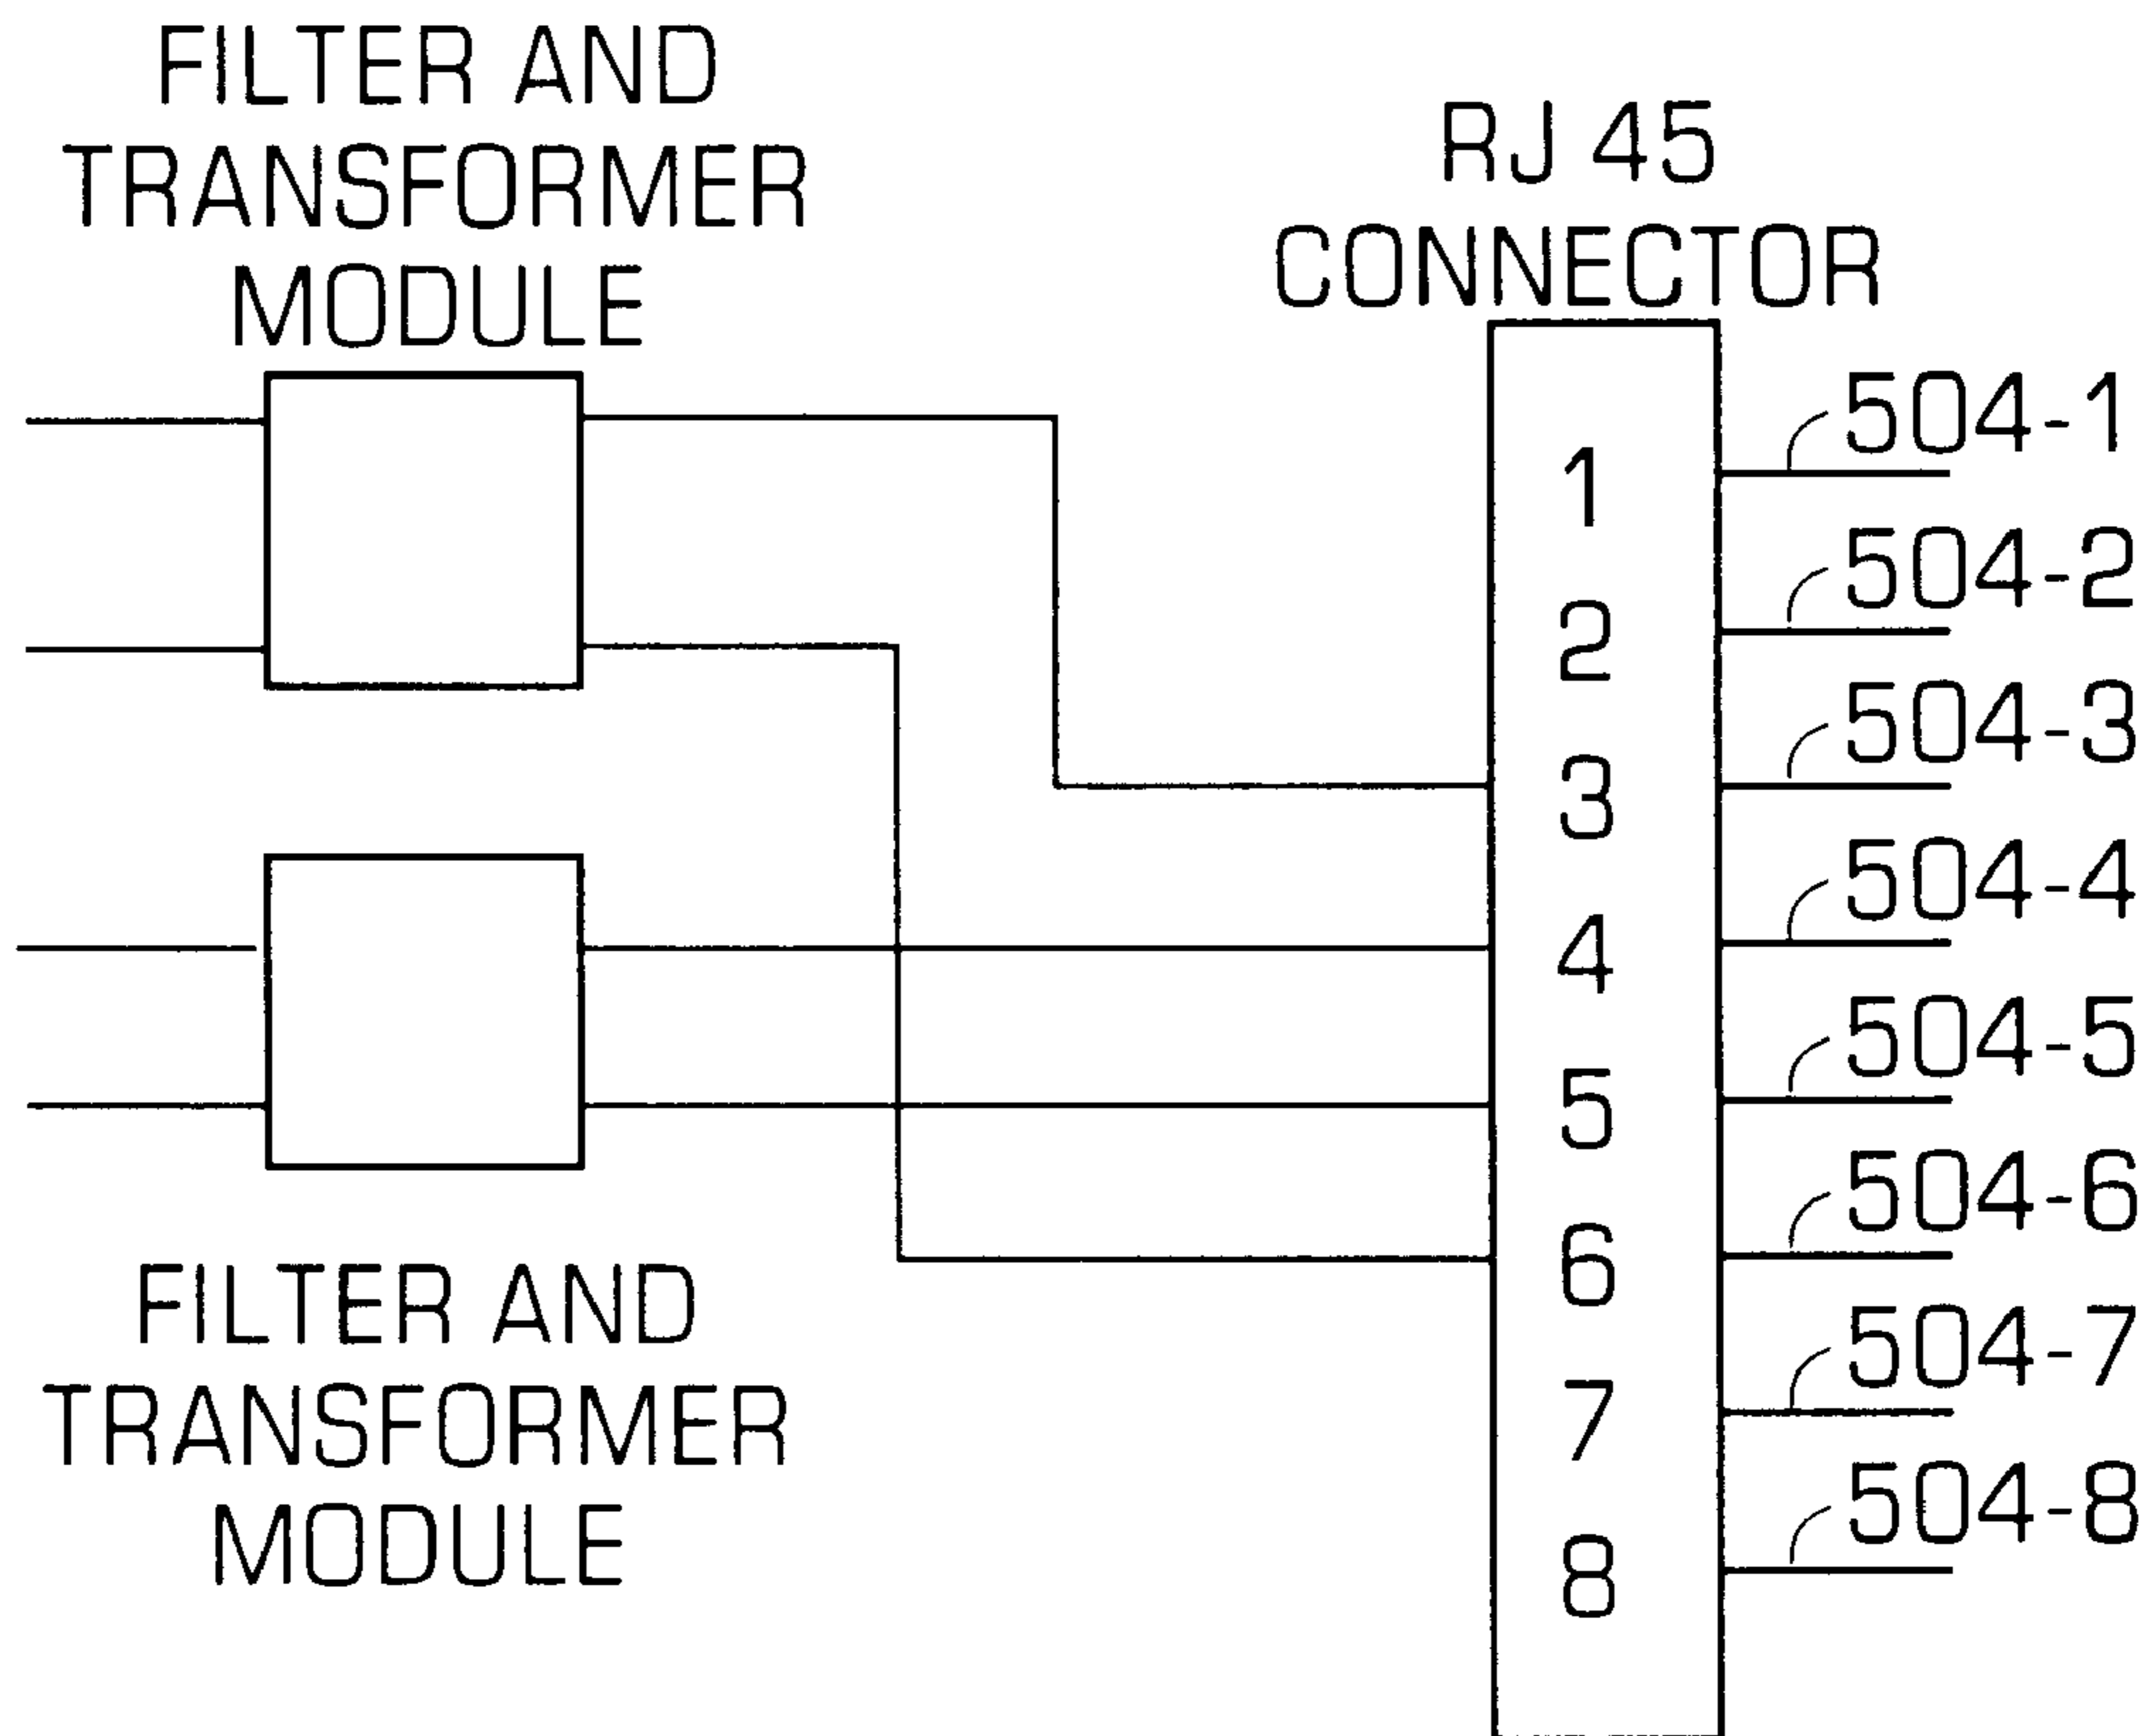 FILTER AND
TRANSFORMER
MODULE
RJ 45
CONNECTOR
1
2
3
4
5
6
7
8
504-1
504-2
504-3
504-4
504-5
504-6
504-7
504-8
FILTER AND
TRANSFORMER
MODULE